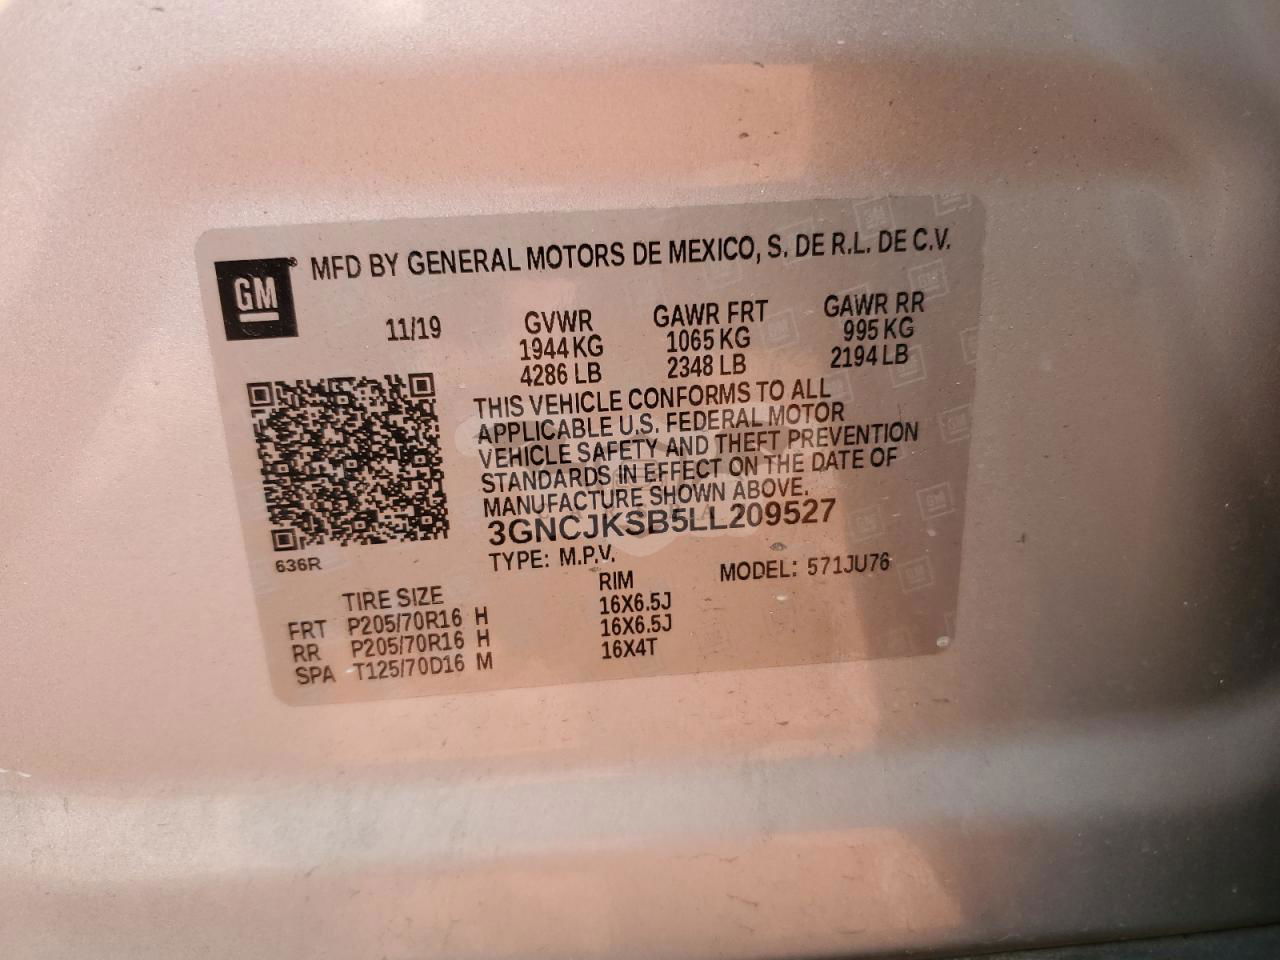 GM
MFD BY GENERAL MOTORS DE MEXICO, S. DE R.L. DE C.V.
11/19 GVWR GAWR FRT GAWR RR
1944 KG 1065 KG 995 KG
4286 LB 2348 LB 2194 LB
THIS VEHICLE CONFORMS TO ALL
APPLICABLE U.S. FEDERAL MOTOR
VEHICLE SAFETY AND THEFT PREVENTION
STANDARDS IN EFFECT ON THE DATE OF
MANUFACTURE SHOWN ABOVE.
3GNCJKSB5LL209527
636R
TYPE: M.P.V. MODEL: 571JU76
TIRE SIZE RIM
FRT P205/70R16 H 16X6.5J
RR P205/70R16 H 16X6.5J
SPA T125/70D16 M 16X4T